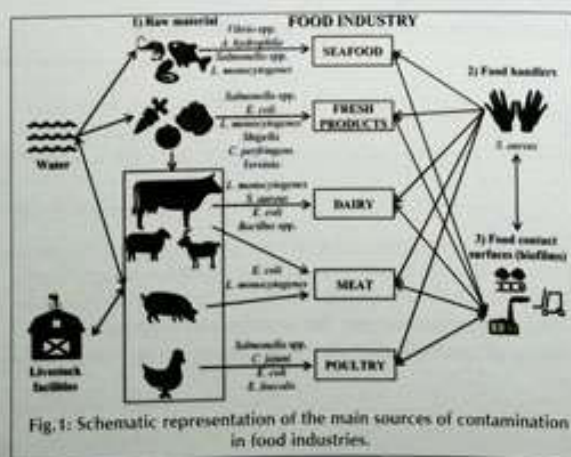 1) Raw material
FOOD INDUSTRY
Vibrio spp.
A. hydrophila
Salmonella spp.
L. monocytogenes
SEAFOOD
2) Food handlers
Salmonella spp.
E. coli
L. monocytogenes
Shigella
C. perfringens
Yersinia
FRESH
PRODUCTS
Water
S. aureus
L. monocytogenes
S. aureus
E. coli
Bacillus spp.
DAIRY
3) Food contact
surfaces (biofilms)
E. coli
L. monocytogenes
MEAT
Livestock
facilities
Salmonella spp.
C. jejuni
E. coli
E. faecalis
POULTRY
Fig.1: Schematic representation of the main sources of contamination
in food industries.